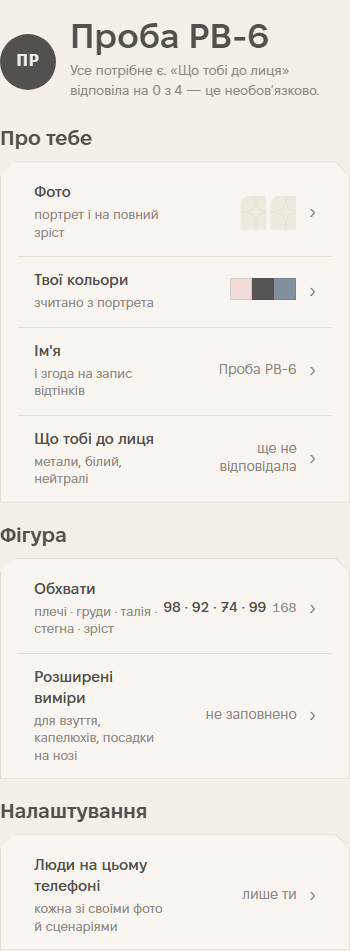 ПР
Проба РВ-6
Усе потрібне є. «Що тобі до лиця»
відповіла на 0 з 4 — це необов'язково.
Про тебе
Фото
портрет і на повний
зріст
Твої кольори
зчитано з портрета
Ім'я
і згода на запис
відтінків
Проба РВ-6
Що тобі до лиця
метали, білий,
нейтралі
ще не
відповідала
Фігура
Обхвати
плечі · груди · талія ·
стегна · зріст
98 · 92 · 74 · 99 168
Розширені
виміри
для взуття,
капелюхів, посадки
на нозі
не заповнено
Налаштування
Люди на цьому
телефоні
кожна зі своїми фото
й сценаріями
лише ти